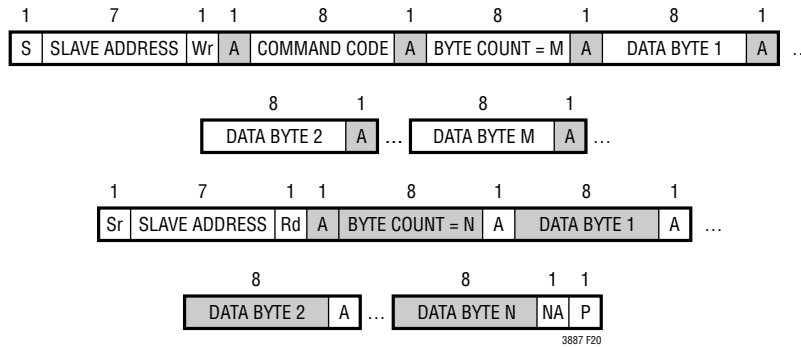 1 7 1 1 8 1 8 1 8 1
S SLAVE ADDRESS Wr A COMMAND CODE A BYTE COUNT = M A DATA BYTE 1 A …
8 1 8 1
DATA BYTE 2 A … DATA BYTE M A …
1 7 1 1 8 1 8 1
Sr SLAVE ADDRESS Rd A BYTE COUNT = N A DATA BYTE 1 A …
8 1 8 1 1
DATA BYTE 2 A … DATA BYTE N NA P
3887 F20